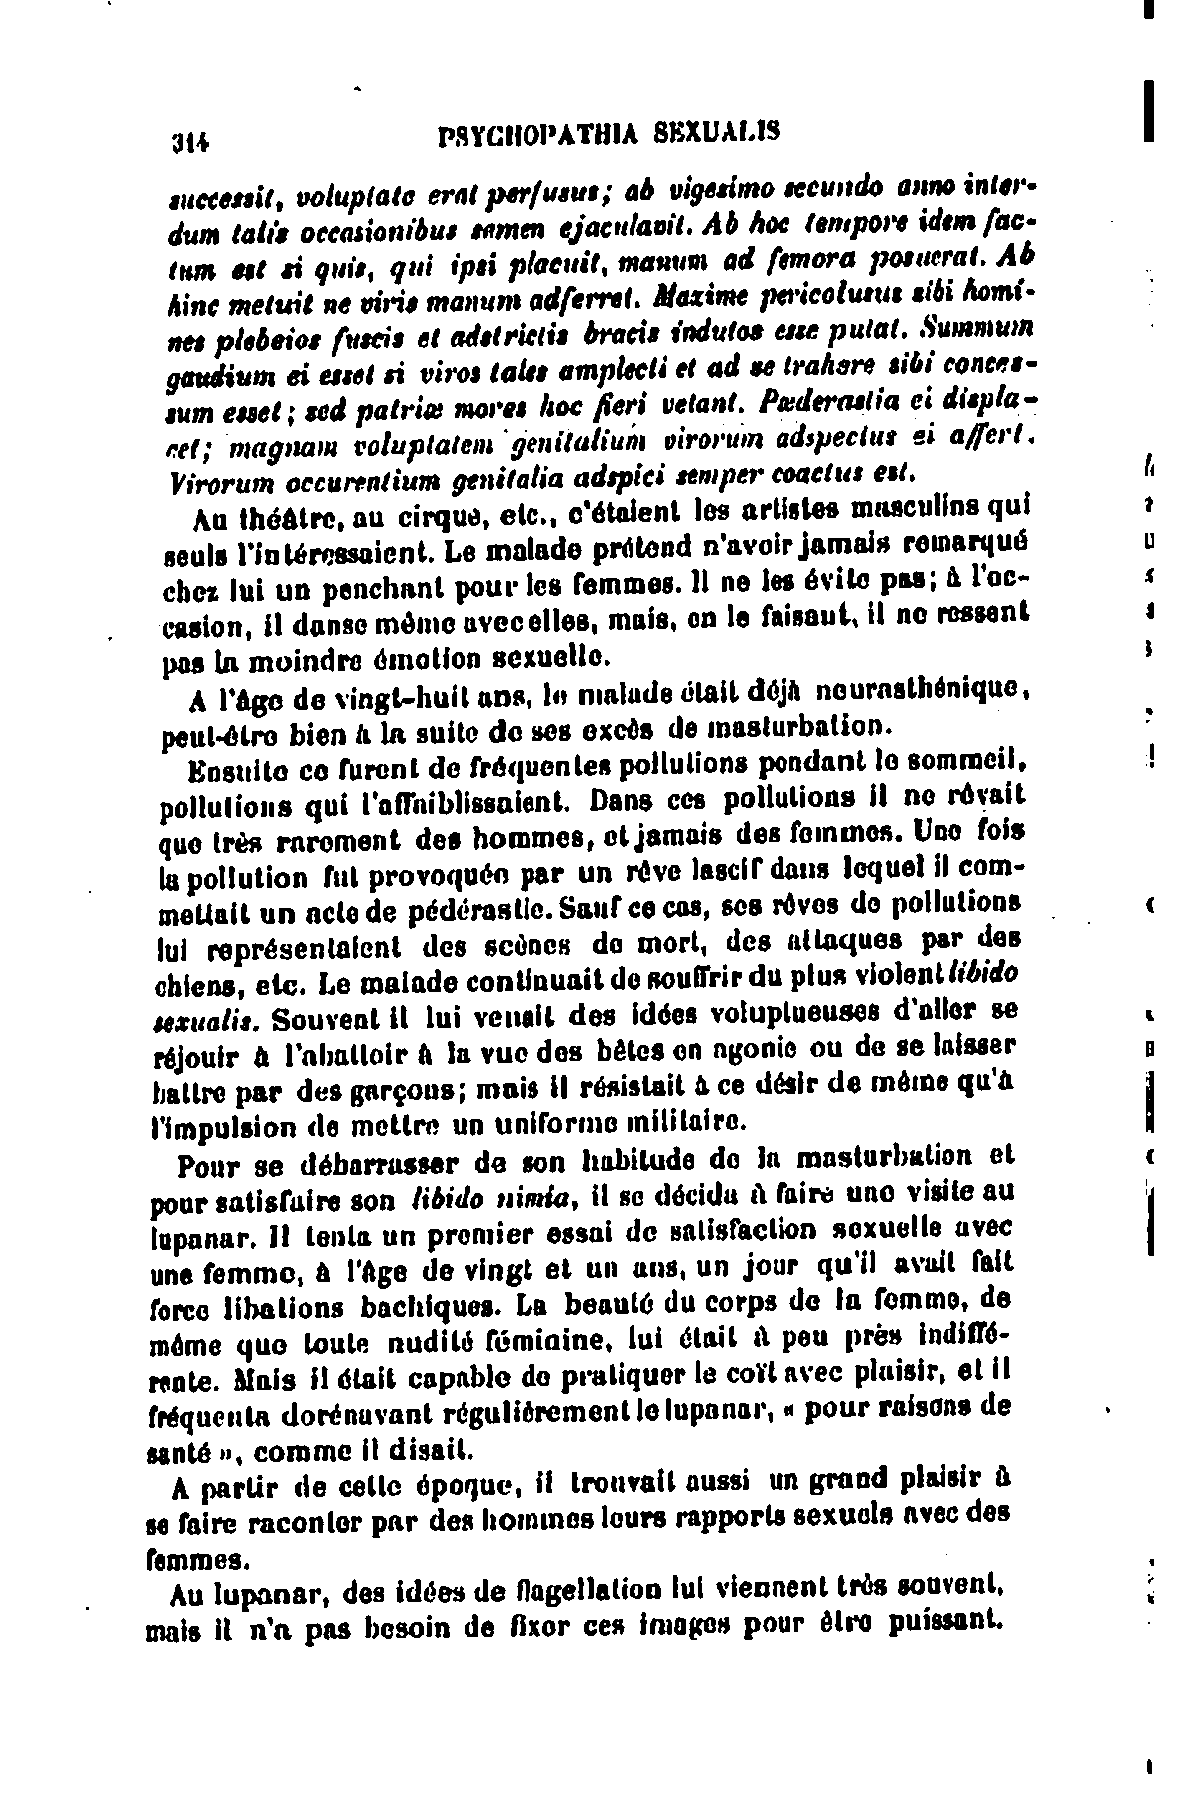 314 PSYCHOPATHIA SEXUALIS
successit, voluptate erat perfusus; ab vigesimo secundo anno inter-
dum talis occasionibus semen ejaculavit. Ab hoc tempore idem fac-
tum est si quis, qui ipsi placuit, manum ad femora posuerat. Ab
hinc metuit ne viris manum adferret. Maxime pericolusus sibi homi-
nes plebeios fuscis et adstrictis bracis indutos esse putat. Summum
gaudium ei esset si viros tales amplecti et ad se trahere sibi conces-
sum esset; sed patriæ mores hoc fieri vetant. Pæderastia ei displa-
cet; magnam voluptatem genitalium virorum adspectus ei affert.
Virorum occurentium genitalia adspici semper coactus est.
Au théâtre, au cirque, etc., c'étaient les artistes masculins qui
seuls l'intéressaient. Le malade prétend n'avoir jamais remarqué
chez lui un penchant pour les femmes. Il ne les évite pas; à l'oc-
casion, il danse même avec elles, mais, en le faisaut, il ne ressent
pas la moindre émotion sexuelle.
A l'âge de vingt-huit ans, le malade était déjà neurasthénique,
peut-être bien à la suite de ses excès de masturbation.
Ensuite ce furent de fréquentes pollutions pendant le sommeil,
pollutions qui l'affaiblissaient. Dans ces pollutions il ne rêvait
que très rarement des hommes, et jamais des femmes. Une fois
la pollution fut provoquée par un rêve lascif dans lequel il com-
mettait un acte de pédérastie. Sauf ce cas, ses rêves de pollutions
lui représentaient des scènes de mort, des attaques par des
chiens, etc. Le malade continuait de souffrir du plus violent libido
sexualis. Souvent il lui venait des idées voluptueuses d'aller se
réjouir à l'abattoir à la vue des bêtes en agonie ou de se laisser
battre par des garçons; mais il résistait à ce désir de même qu'à
l'impulsion de mettre un uniforme militaire.
Pour se débarrasser de son habitude de la masturbation et
pour satisfaire son libido nimia, il se décida à faire une visite au
lupanar. Il tenta un premier essai de satisfaction sexuelle avec
une femme, à l'âge de vingt et un ans, un jour qu'il avait fait
force libations bachiques. La beauté du corps de la femme, de
même que toute nudité féminine, lui était à peu près indiffé-
rente. Mais il était capable de pratiquer le coït avec plaisir, et il
fréquenta dorénavant régulièrement le lupanar, « pour raisons de
santé », comme il disait.
A partir de cette époque, il trouvait aussi un grand plaisir à
se faire raconter par des hommes leurs rapports sexuels avec des
femmes.
Au lupanar, des idées de flagellation lui viennent très souvent,
mais il n'a pas besoin de fixer ces images pour être puissant.